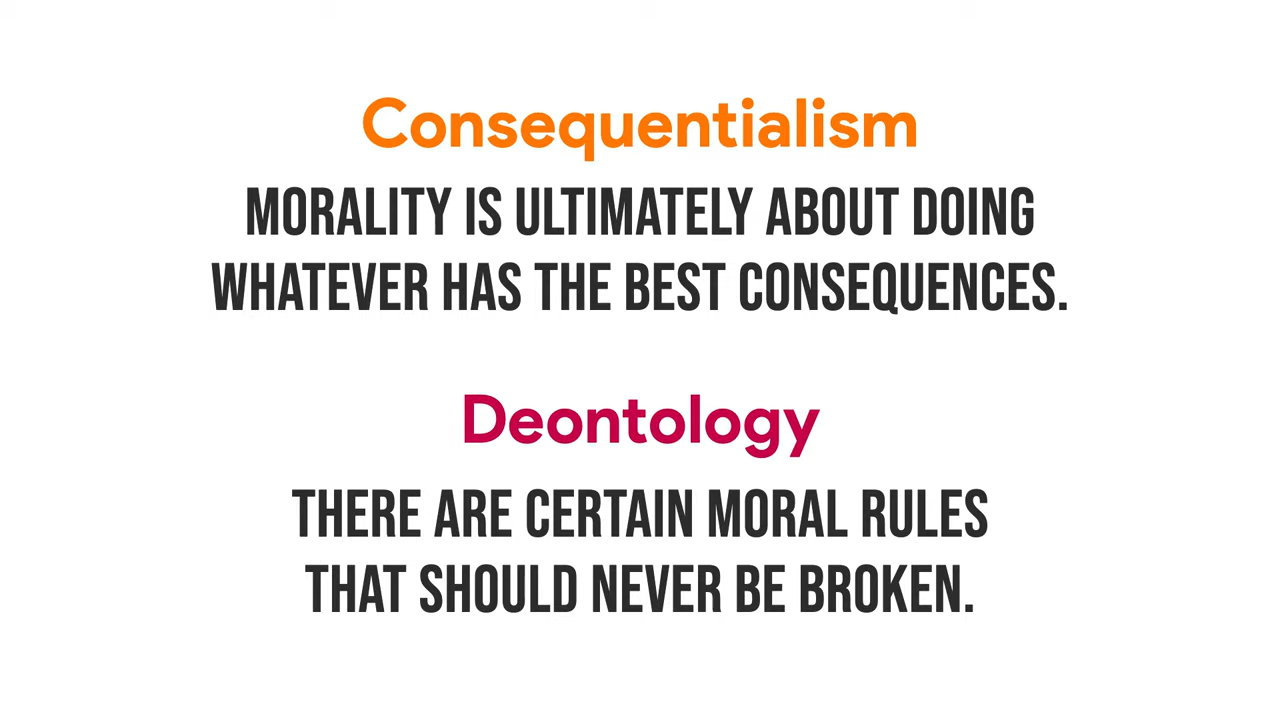 Consequentialism
MORALITY IS ULTIMATELY ABOUT DOING
WHATEVER HAS THE BEST CONSEQUENCES.
Deontology
THERE ARE CERTAIN MORAL RULES
THAT SHOULD NEVER BE BROKEN.